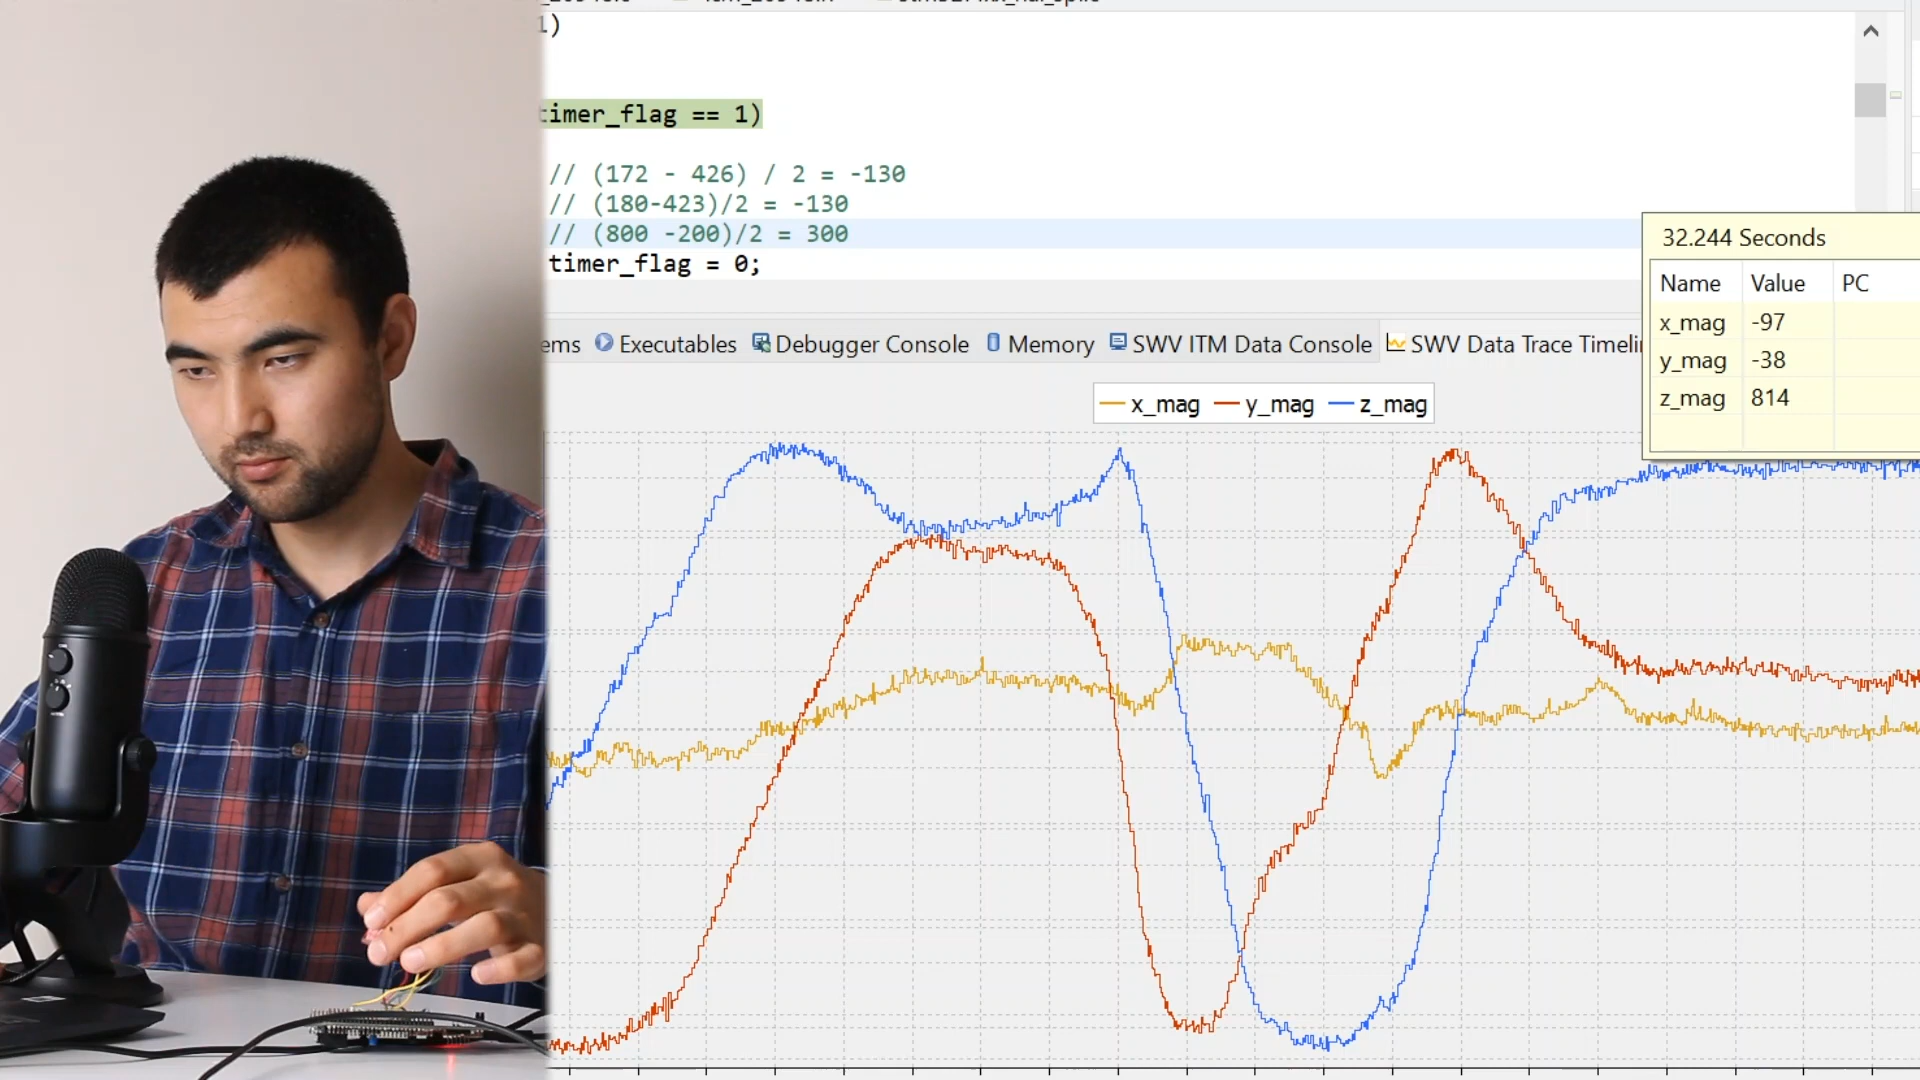 1)
timer_flag == 1)
// (172 - 426) / 2 = -130
// (180-423)/2 = -130
// (800 -200)/2 = 300
timer_flag = 0;
32.244 Seconds
Name Value PC
x_mag -97
y_mag -38
z_mag 814
ems Executables Debugger Console Memory SWV ITM Data Console SWV Data Trace Timelin
x_mag y_mag z_mag